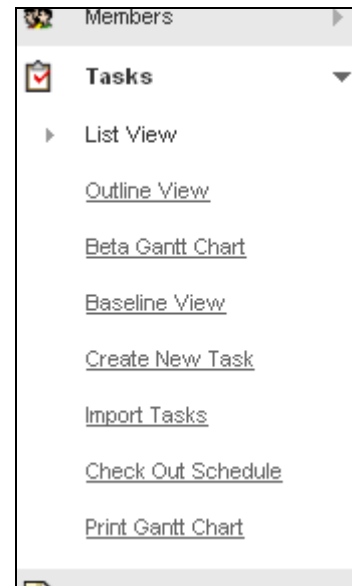 Members
Tasks
List View
Outline View
Beta Gantt Chart
Baseline View
Create New Task
Import Tasks
Check Out Schedule
Print Gantt Chart